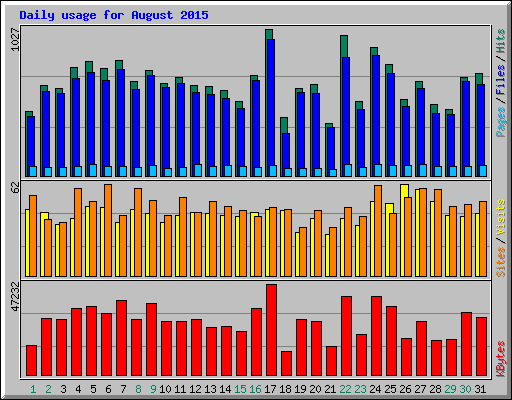 Daily usage for August 2015
1027
Pages / Files / Hits
62
Sites / Visits
47232
KBytes
1 2 3 4 5 6 7 8 9 10 11 12 13 14 15 16 17 18 19 20 21 22 23 24 25 26 27 28 29 30 31